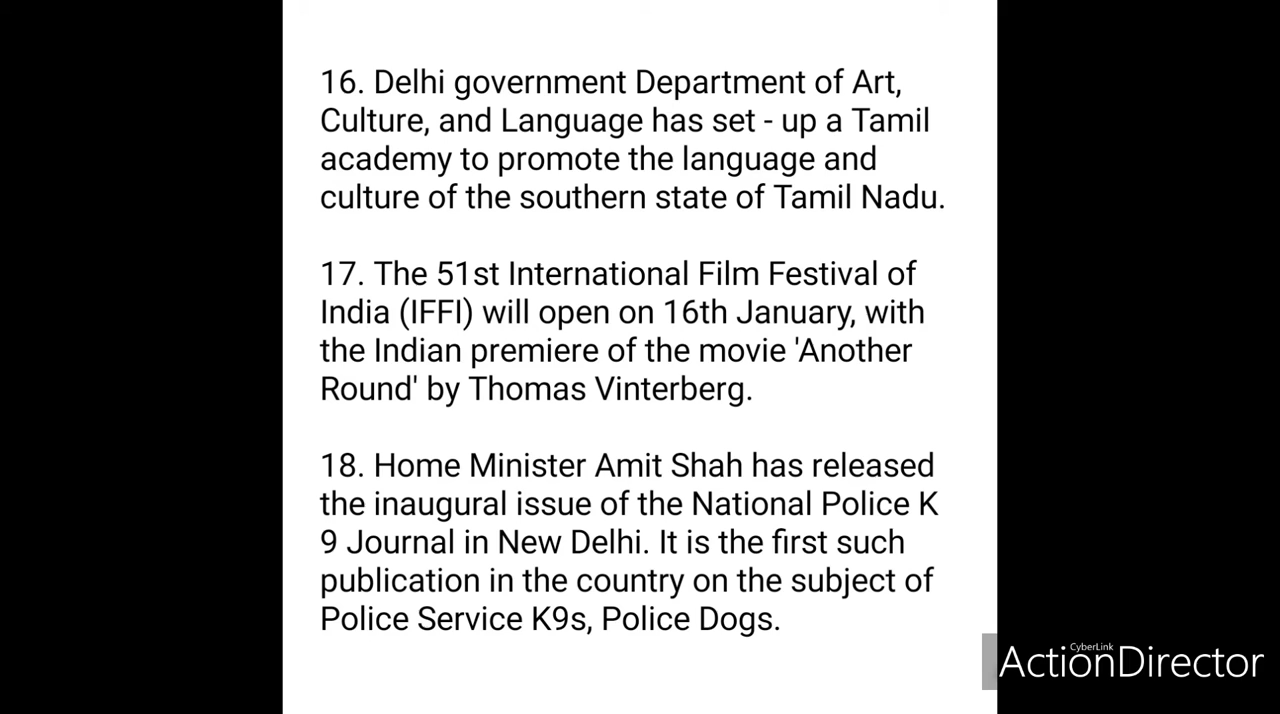 16. Delhi government Department of Art,
Culture, and Language has set - up a Tamil
academy to promote the language and
culture of the southern state of Tamil Nadu.
17. The 51st International Film Festival of
India (IFFI) will open on 16th January, with
the Indian premiere of the movie 'Another
Round' by Thomas Vinterberg.
18. Home Minister Amit Shah has released
the inaugural issue of the National Police K
9 Journal in New Delhi. It is the first such
publication in the country on the subject of
Police Service K9s, Police Dogs.
CyberLink
ActionDirector